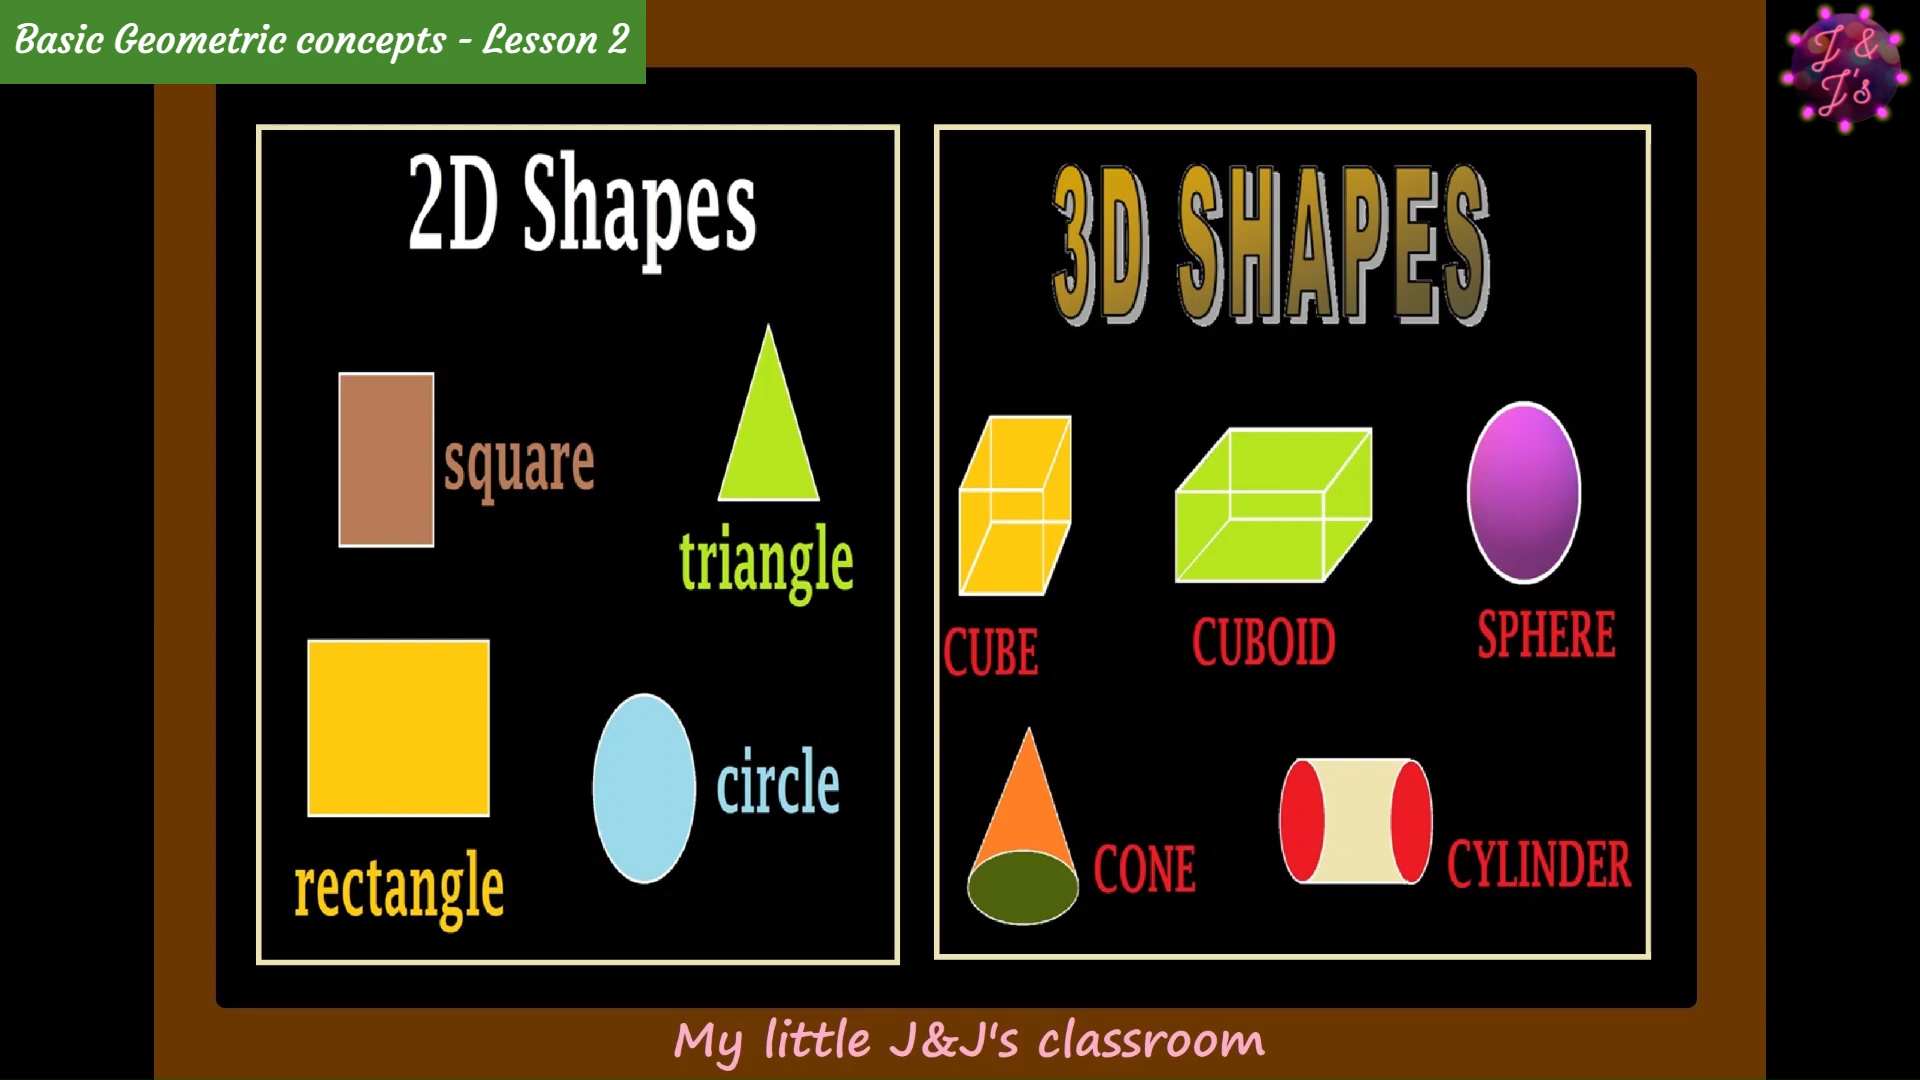 Basic Geometric concepts - Lesson 2
J &
J's
2D Shapes
square
triangle
rectangle
circle
3D SHAPES
CUBE
CUBOID
SPHERE
CONE
CYLINDER
My little J&J's classroom